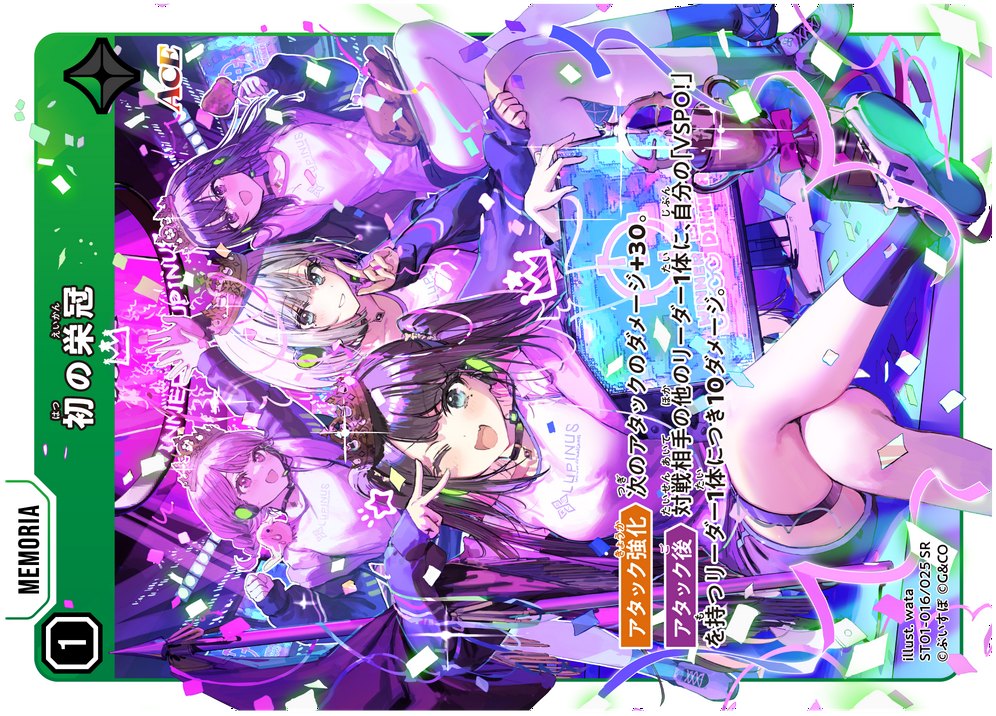 1
MEMORIA
初の栄冠
ACE
LUPINUS
LUPINUS
LUPINUS
アタック強化 次のアタックのダメージ+30。
アタック後 対戦相手の他のリーダー1体に、自分の「VSPO!」
を持つリーダー1体につき10ダメージ。
illust. wata
ST01-016/025 SR
©ぶいすぽ ©G&CO